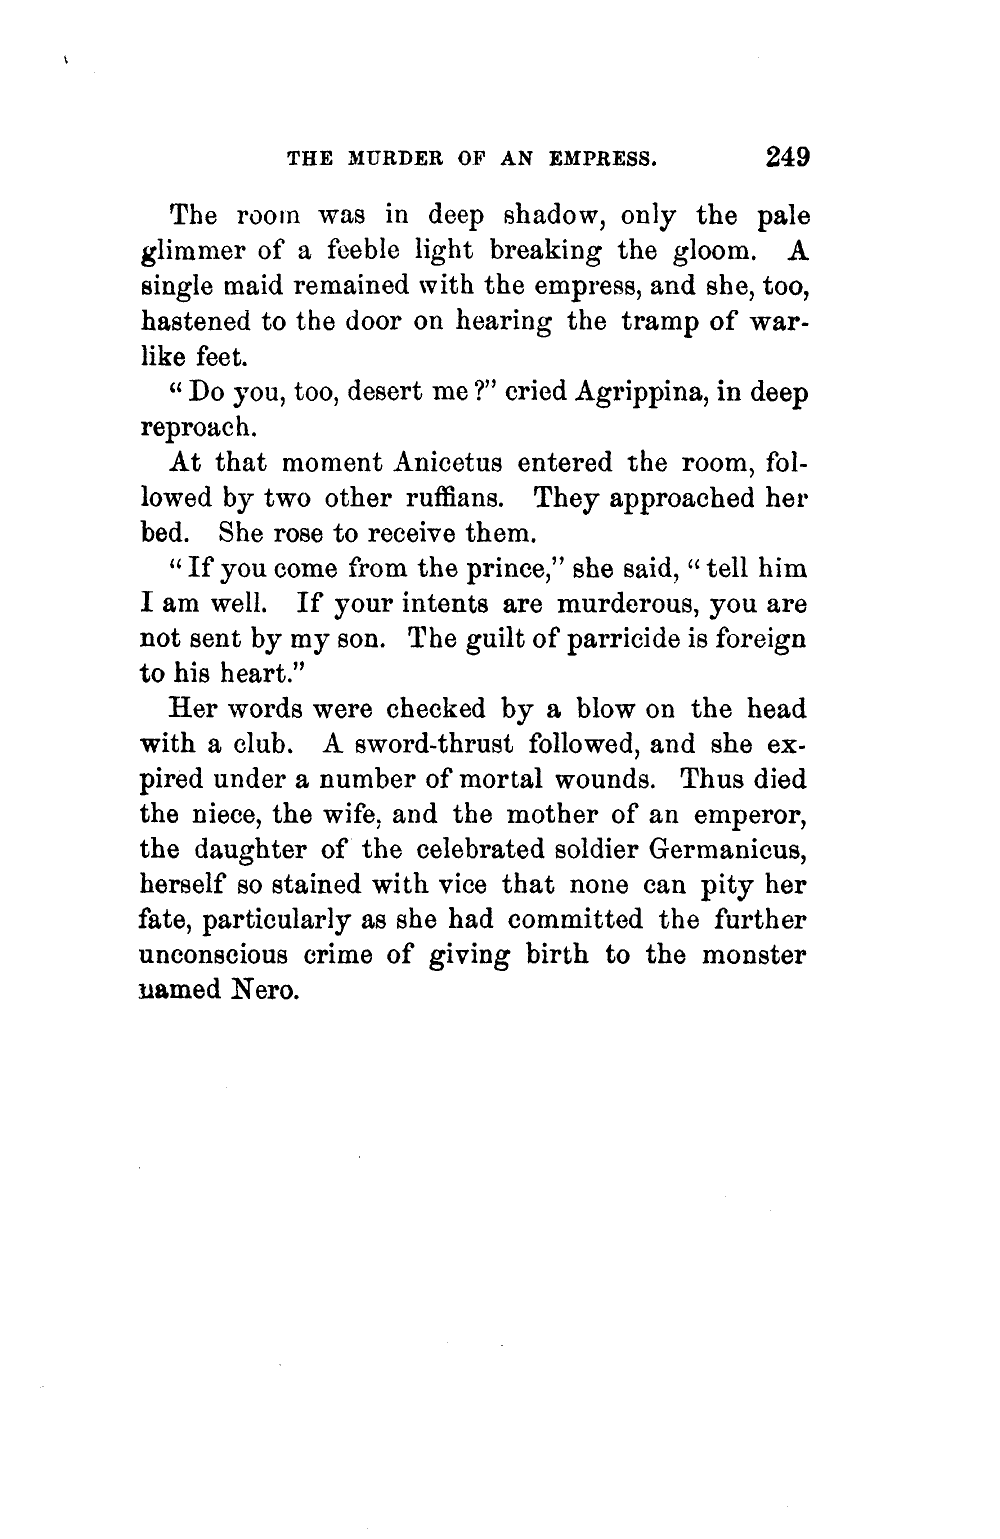 THE MURDER OF AN EMPRESS. 249
The room was in deep shadow, only the pale
glimmer of a feeble light breaking the gloom. A
single maid remained with the empress, and she, too,
hastened to the door on hearing the tramp of war-
like feet.
“Do you, too, desert me?” cried Agrippina, in deep
reproach.
At that moment Anicetus entered the room, fol-
lowed by two other ruffians. They approached her
bed. She rose to receive them.
“If you come from the prince,” she said, “tell him
I am well. If your intents are murderous, you are
not sent by my son. The guilt of parricide is foreign
to his heart.”
Her words were checked by a blow on the head
with a club. A sword-thrust followed, and she ex-
pired under a number of mortal wounds. Thus died
the niece, the wife, and the mother of an emperor,
the daughter of the celebrated soldier Germanicus,
herself so stained with vice that none can pity her
fate, particularly as she had committed the further
unconscious crime of giving birth to the monster
named Nero.